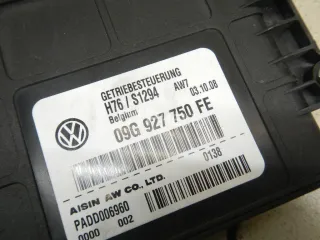 GETRIEBESTEUERUNG
H76 / S1294 AW7 03.10.08
Belgium
09G 927 750 FE
0138
AISIN AW CO., LTD.
PADD006960
0000 002